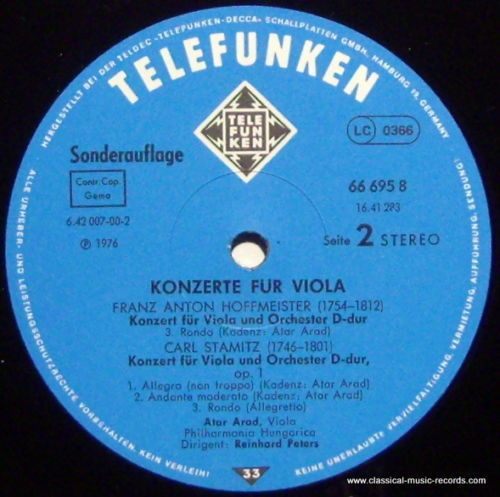 HERGESTELLT BEI DER TELDEC »TELEFUNKEN-DECCA« SCHALLPLATTEN GMBH, HAMBURG 19, GERMANY
TELEFUNKEN
TELE
FUN
KEN
LC 0366
Sonderauflage
Contr. Cop.
Gema
66 695 8
16.41 293
6.42 007-00-2
℗ 1976
Seite 2 STEREO
KONZERTE FÜR VIOLA
FRANZ ANTON HOFFMEISTER (1754–1812)
Konzert für Viola und Orchester D-dur
3. Rondo (Kadenz: Atar Arad)
CARL STAMITZ (1746–1801)
Konzert für Viola und Orchester D-dur,
op. 1
1. Allegro (non troppo) (Kadenz: Atar Arad)
2. Andante moderato (Kadenz: Atar Arad)
3. Rondo (Allegretto)
Atar Arad, Viola
Philharmonia Hungarica
Dirigent: Reinhard Peters
33
ALLE URHEBER- UND LEISTUNGSSCHUTZRECHTE VORBEHALTEN. KEIN VERLEIH!
KEINE UNERLAUBTE VERVIELFÄLTIGUNG, VERMIETUNG, AUFFÜHRUNG, SENDUNG!
www.classical-music-records.com